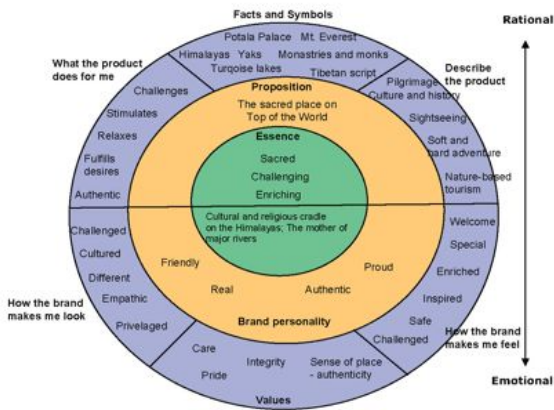 Facts and Symbols
Rational
Potala Palace Mt. Everest
Himalayas Yaks Monasteries and monks
Turqoise lakes Tibetan script
What the product
does for me
Challenges
Stimulates
Relaxes
Fulfills
desires
Authentic
Describe
the product
Pilgrimage
Culture and history
Sightseeing
Soft and
hard adventure
Nature-based
tourism
Proposition
The sacred place on
Top of the World
Essence
Sacred
Challenging
Enriching
Cultural and religious cradle
on the Himalayas; The mother of
major rivers
Challenged
Cultured
Different
Empathic
Privelaged
How the brand
makes me look
Friendly
Real
Authentic
Proud
Brand personality
Welcome
Special
Enriched
Inspired
Safe
Challenged
How the brand
makes me feel
Care
Pride
Integrity
Sense of place
- authenticity
Values
Emotional